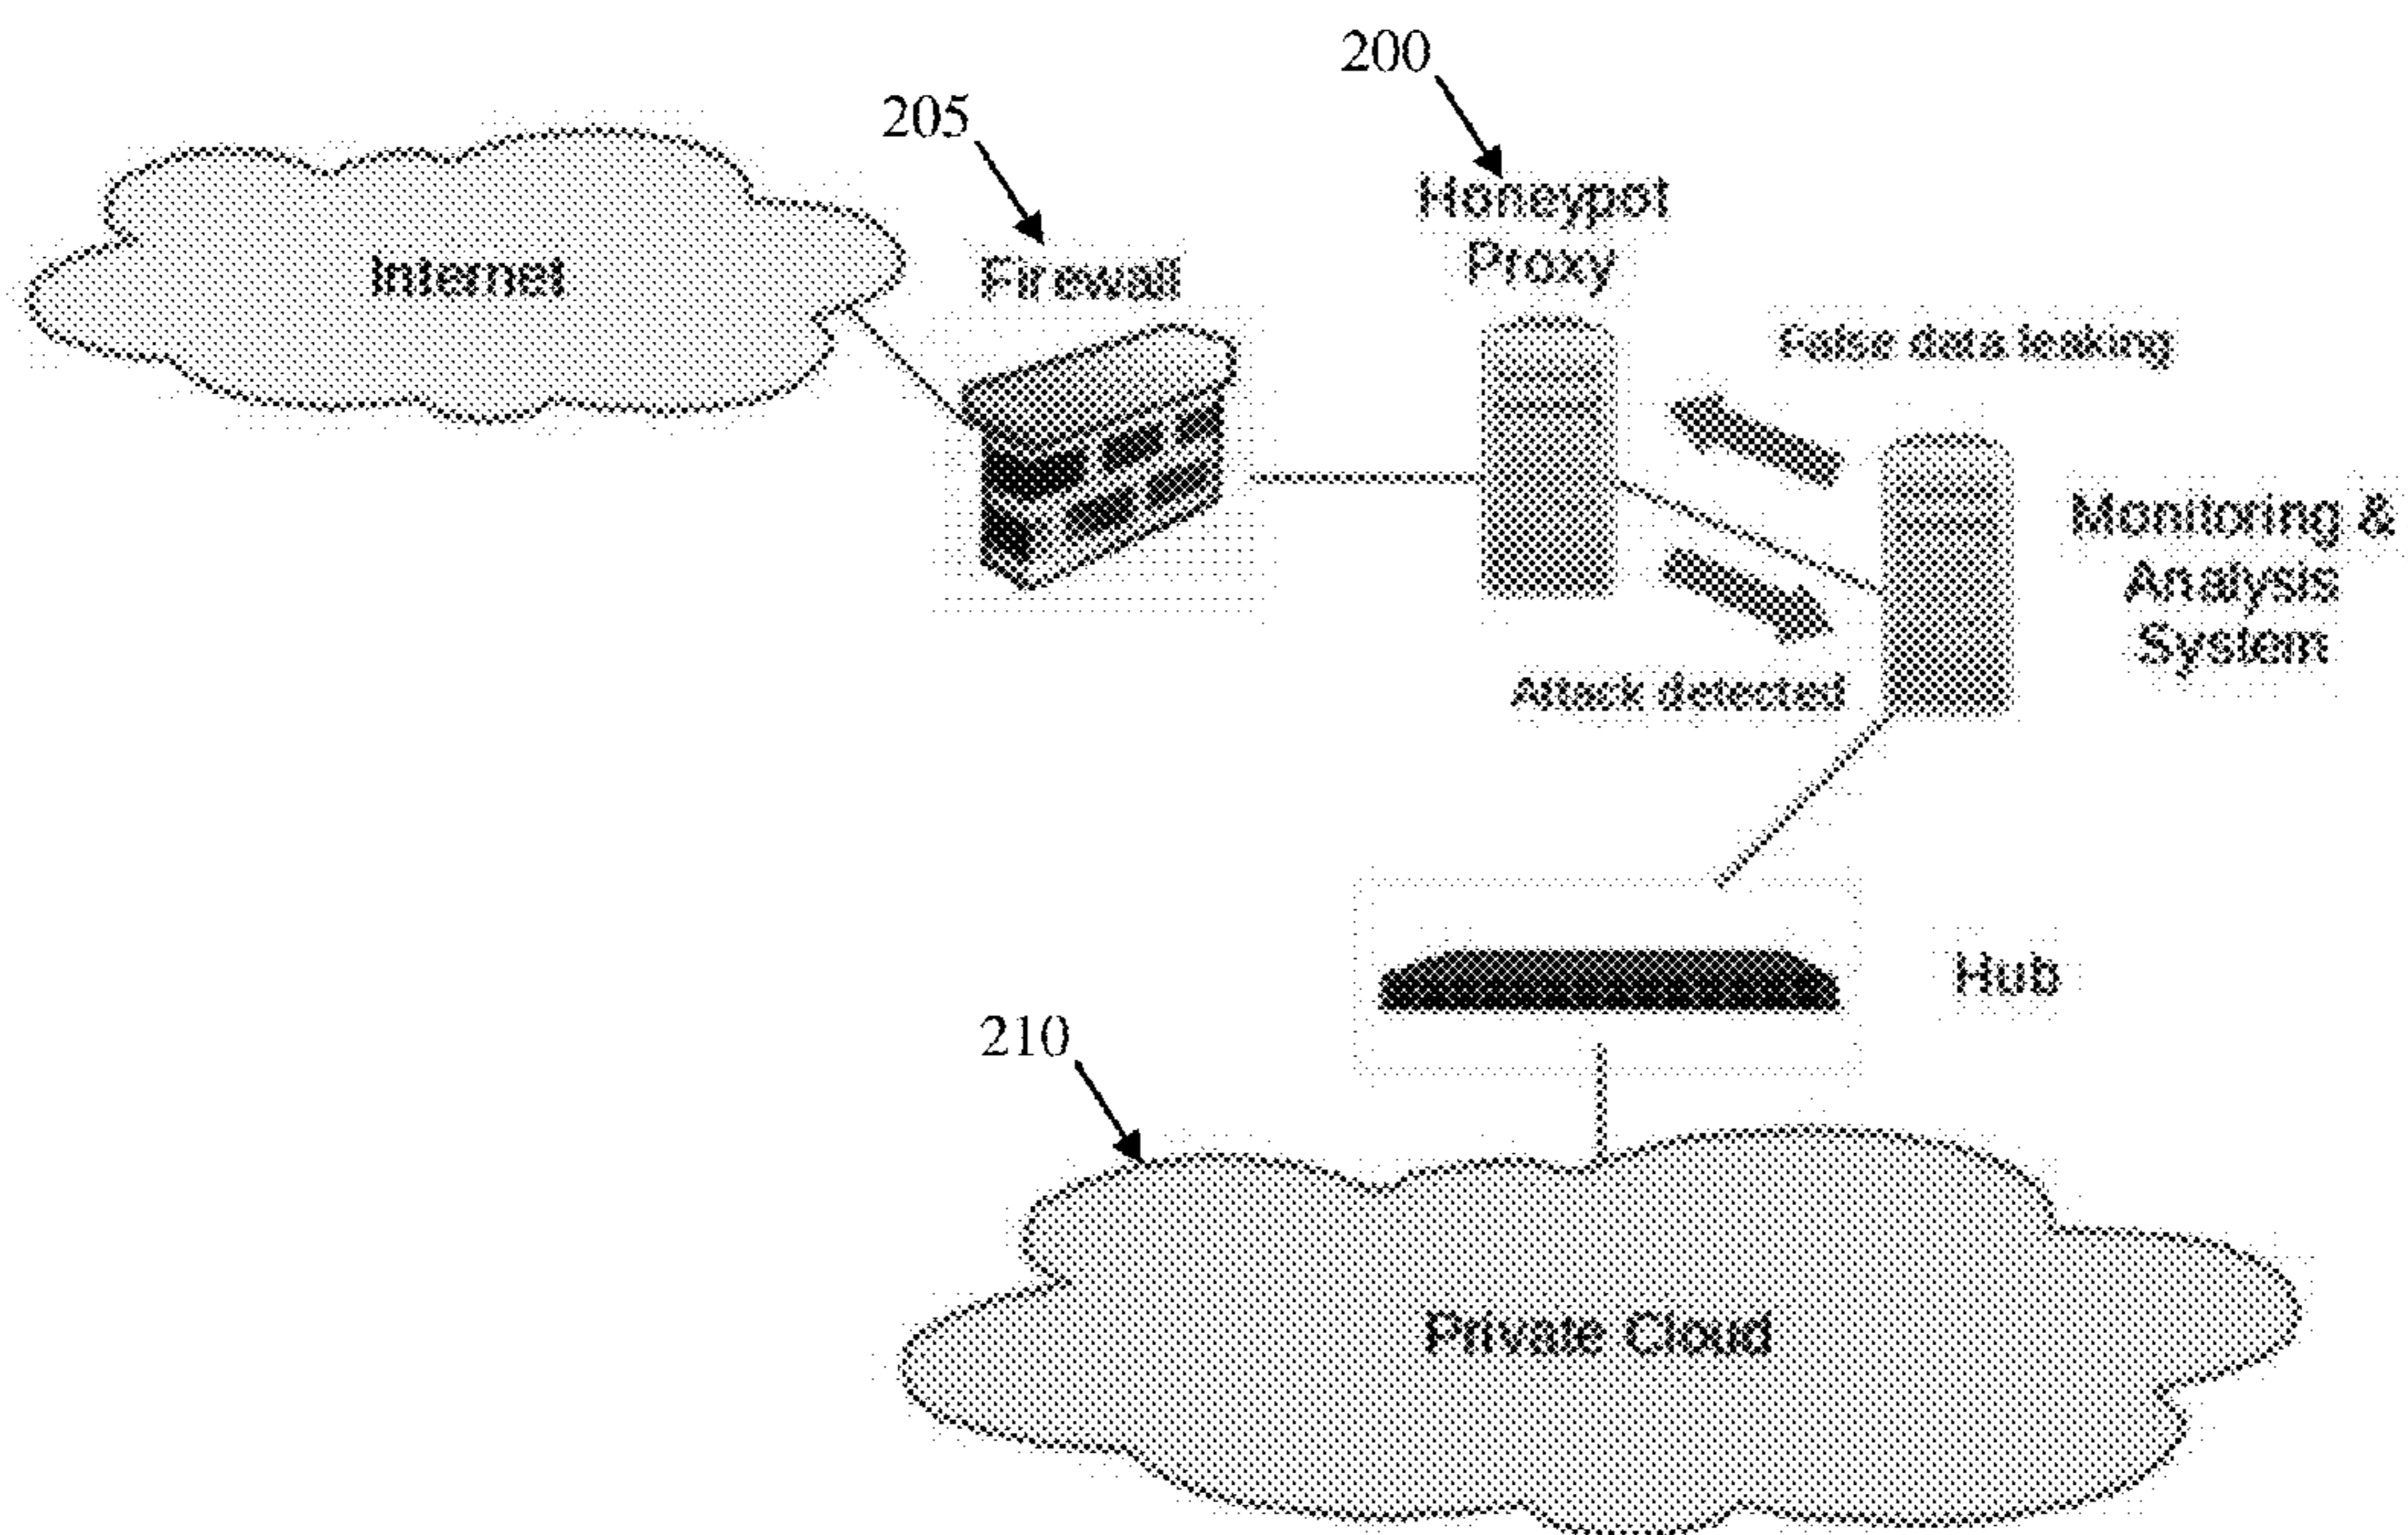 200
205
Honeypot
Proxy
Internet
Firewall
False data leaking
Monitoring &
Analysis
System
Attack detected
Hub
210
Private Cloud